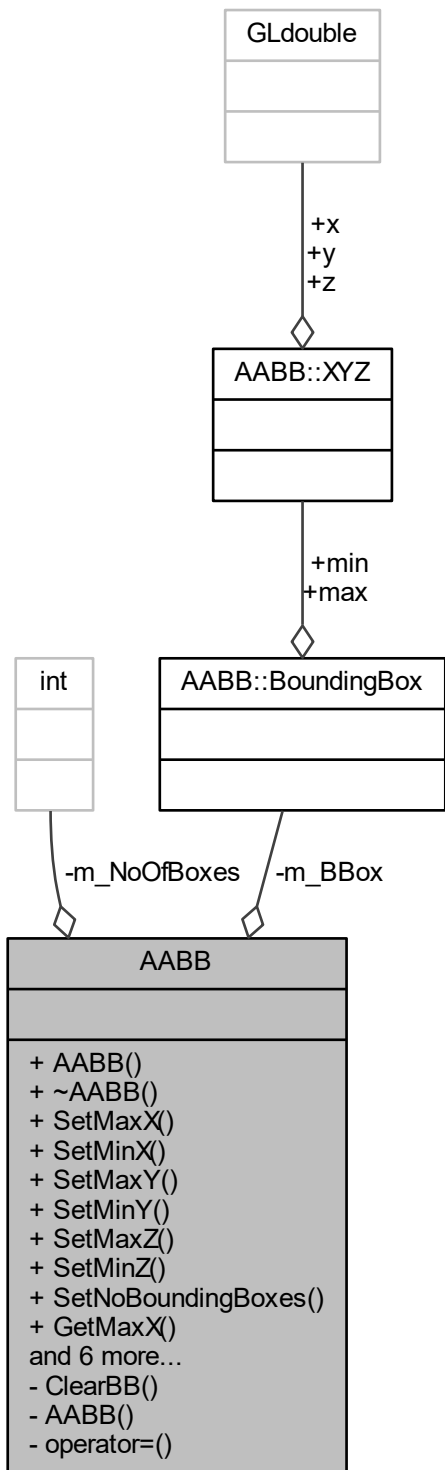 GLdouble
+x
+y
+z
AABB::XYZ
+min
+max
int
AABB::BoundingBox
-m_NoOfBoxes
-m_BBox
AABB
+ AABB()
+ ~AABB()
+ SetMaxX()
+ SetMinX()
+ SetMaxY()
+ SetMinY()
+ SetMaxZ()
+ SetMinZ()
+ SetNoBoundingBoxes()
+ GetMaxX()
and 6 more...
- ClearBB()
- AABB()
- operator=()